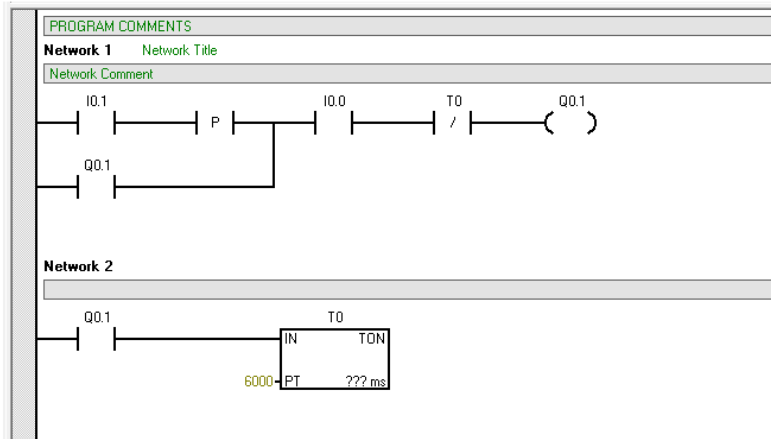 PROGRAM COMMENTS
Network 1 Network Title
Network Comment
I0.1 I0.0 T0 Q0.1
P /
Q0.1
Network 2
Q0.1 T0
IN TON
6000 PT ??? ms